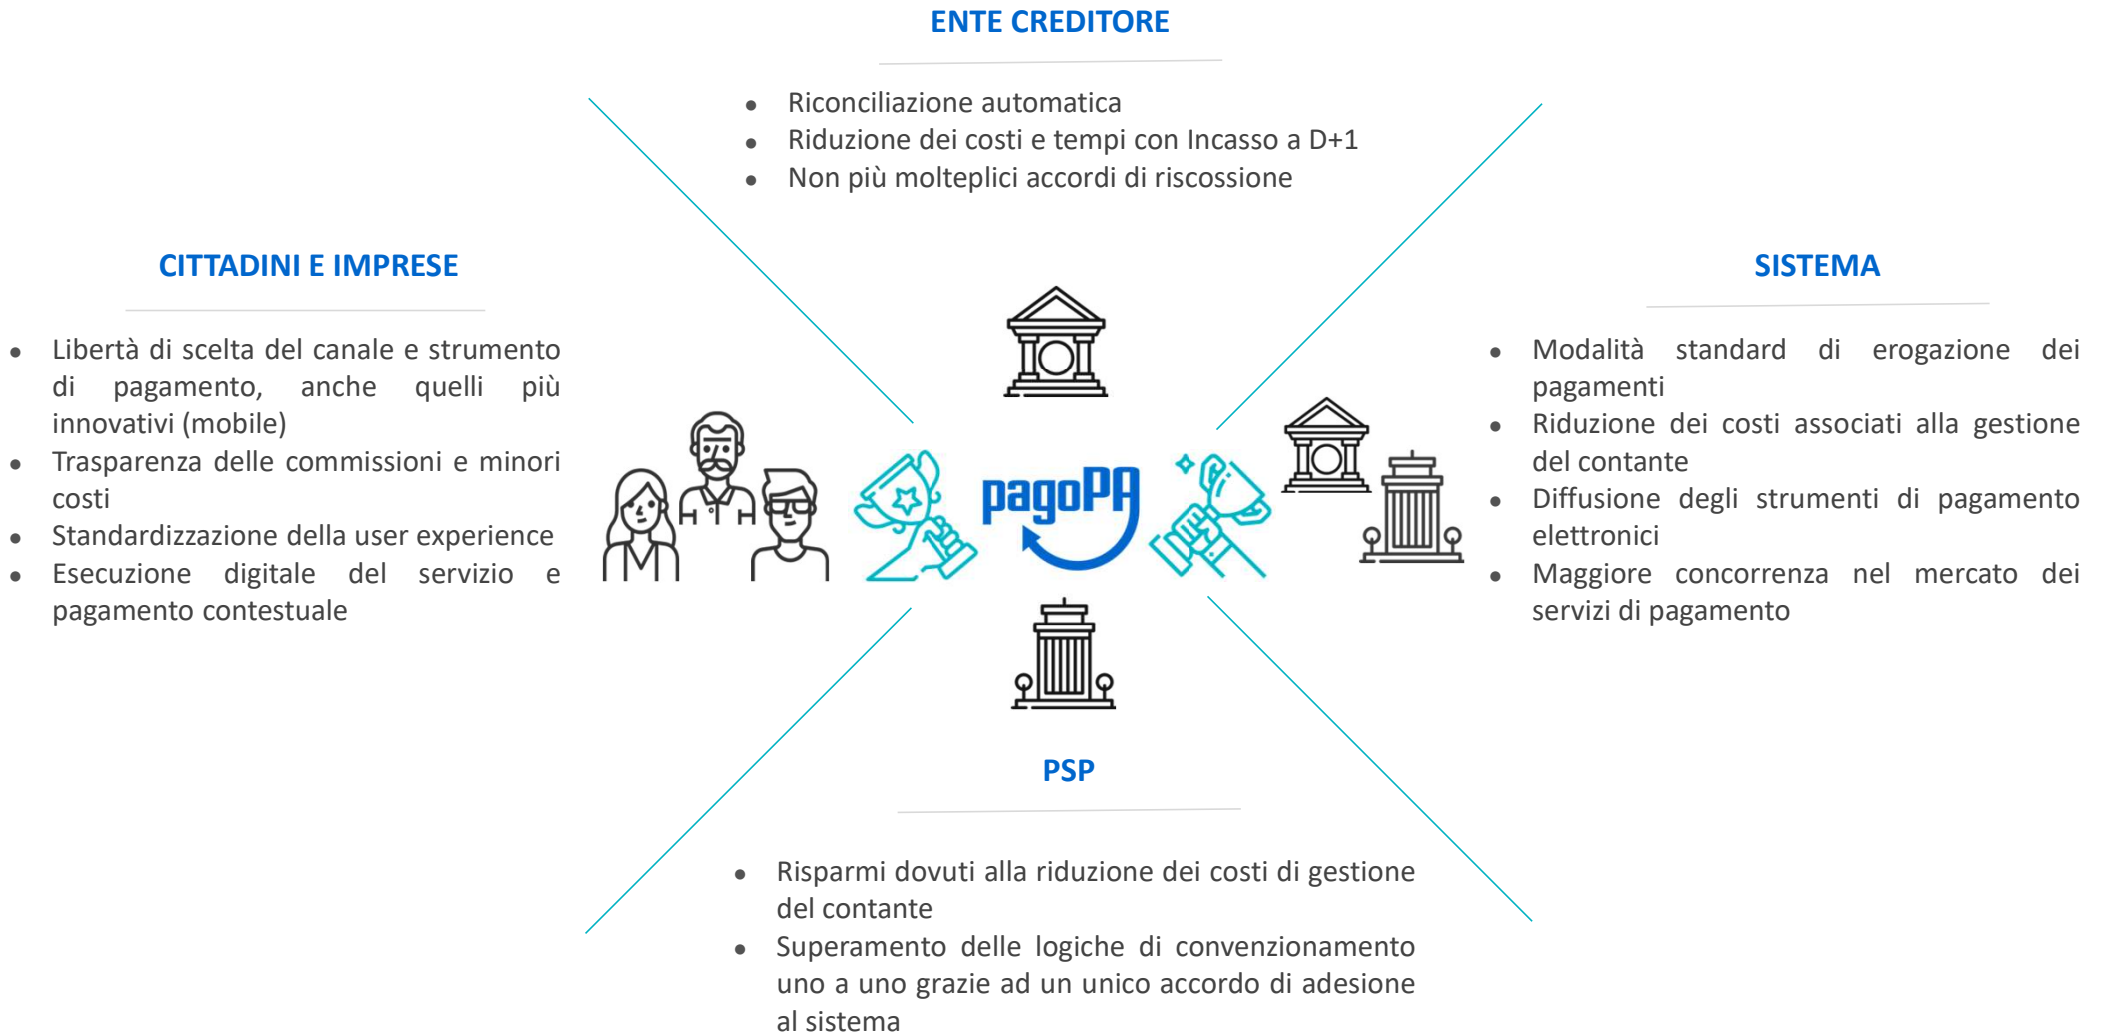 ENTE CREDITORE
● Riconciliazione automatica
● Riduzione dei costi e tempi con Incasso a D+1
● Non più molteplici accordi di riscossione
CITTADINI E IMPRESE
● Libertà di scelta del canale e strumento
di pagamento, anche quelli più
innovativi (mobile)
● Trasparenza delle commissioni e minori
costi
● Standardizzazione della user experience
● Esecuzione digitale del servizio e
pagamento contestuale
pagoPA
SISTEMA
● Modalità standard di erogazione dei
pagamenti
● Riduzione dei costi associati alla gestione
del contante
● Diffusione degli strumenti di pagamento
elettronici
● Maggiore concorrenza nel mercato dei
servizi di pagamento
PSP
● Risparmi dovuti alla riduzione dei costi di gestione
del contante
● Superamento delle logiche di convenzionamento
uno a uno grazie ad un unico accordo di adesione
al sistema